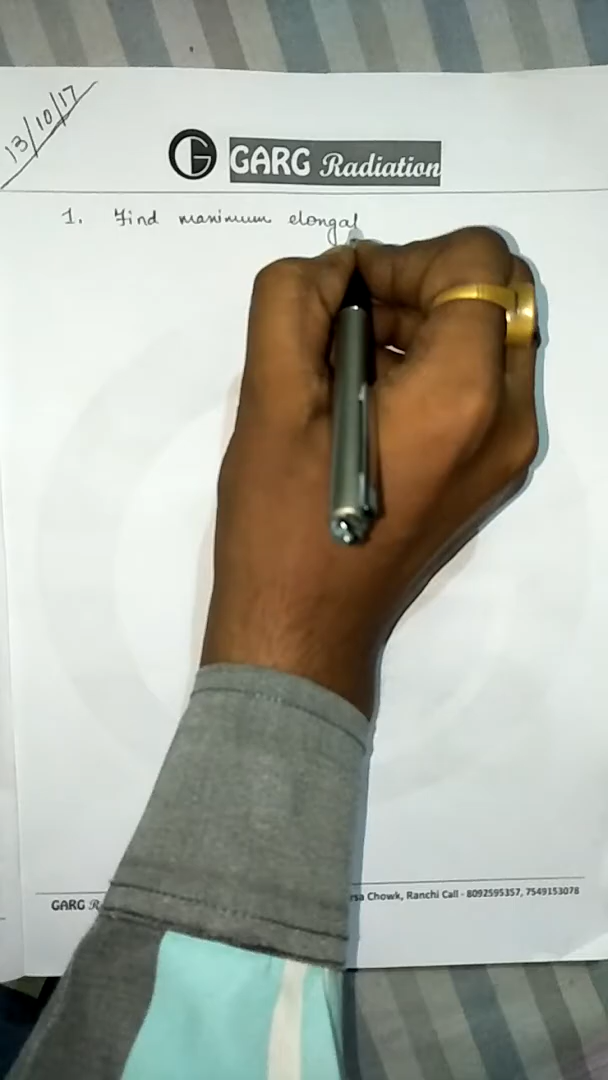 13/10/17
G GARG Radiation
1. Find maximum elongat
GARG R
rsa Chowk, Ranchi Call - 8092595357, 7549153078